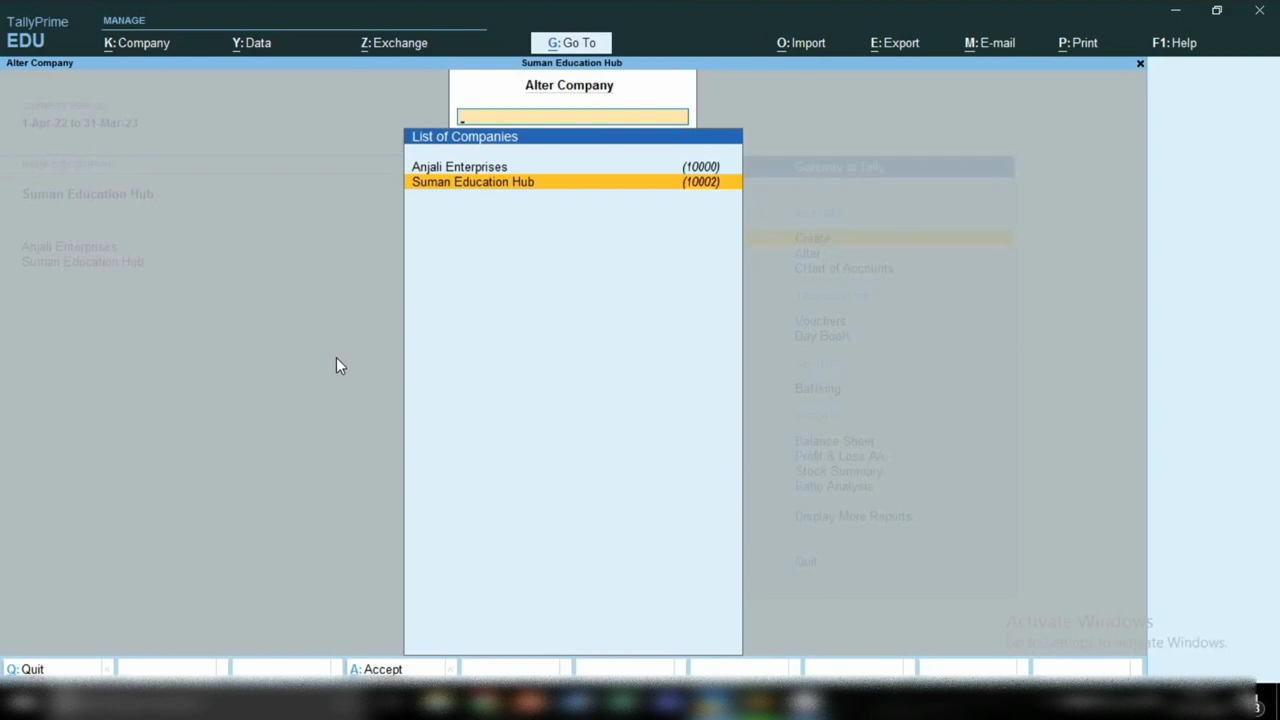 TallyPrime
EDU
MANAGE
K: Company
Y: Data
Z: Exchange
G: Go To
O: Import
E: Export
M: E-mail
P: Print
F1: Help
Alter Company
Suman Education Hub
Alter Company
List of Companies
Anjali Enterprises (10000)
Suman Education Hub (10002)
1-Apr-22 to 31-Mar-23
Suman Education Hub
Anjali Enterprises
Suman Education Hub
Gateway of Tally
Create
Alter
CHart of Accounts
Vouchers
Day BooK
BaNking
Balance Sheet
Profit & Loss A/c
Stock Summary
Ratio Analysis
Display More Reports
Quit
Activate Windows
Go to Settings to activate Windows.
Q: Quit
A: Accept